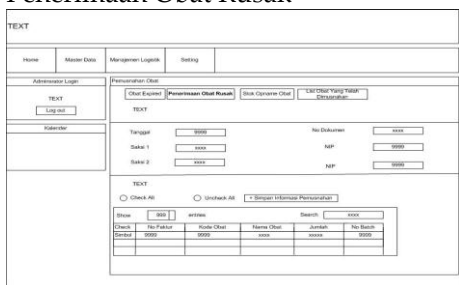 Penerimaan Obat Rusak
TEXT
Home Master Data Manajemen Logistik Setting
Administrator Login
TEXT
Log out
Kalender
Pemusnahan Obat
Obat Expired Penerimaan Obat Rusak Stok Opname Obat List Obat Yang Telah Dimusnakan
TEXT
Tanggal 9999 No Dokumen xxxx
Saksi 1 xxxx NIP 9999
Saksi 2 xxxx NIP 9999
TEXT
Check All Uncheck All + Simpan Informasi Pemusnahan
Show 999 entries Search xxxx
Check No Faktur Kode Obat Nama Obat Jumlah No Batch
Simbol 9999 9999 xxxx xxxxx 9999